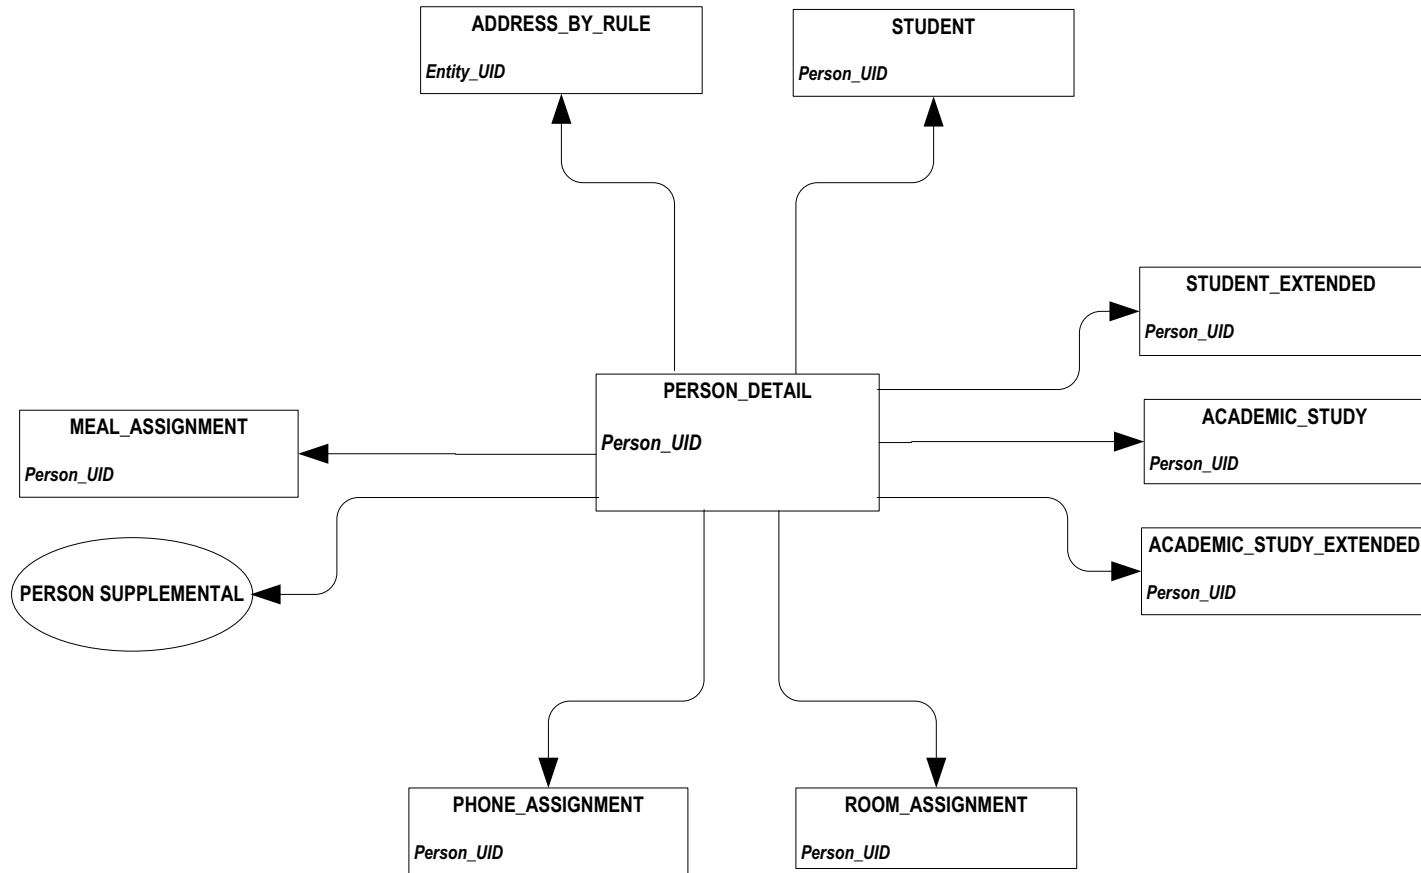 ADDRESS_BY_RULE
Entity_UID
STUDENT
Person_UID
STUDENT_EXTENDED
Person_UID
PERSON_DETAIL
Person_UID
MEAL_ASSIGNMENT
Person_UID
ACADEMIC_STUDY
Person_UID
ACADEMIC_STUDY_EXTENDED
Person_UID
PERSON SUPPLEMENTAL
PHONE_ASSIGNMENT
Person_UID
ROOM_ASSIGNMENT
Person_UID